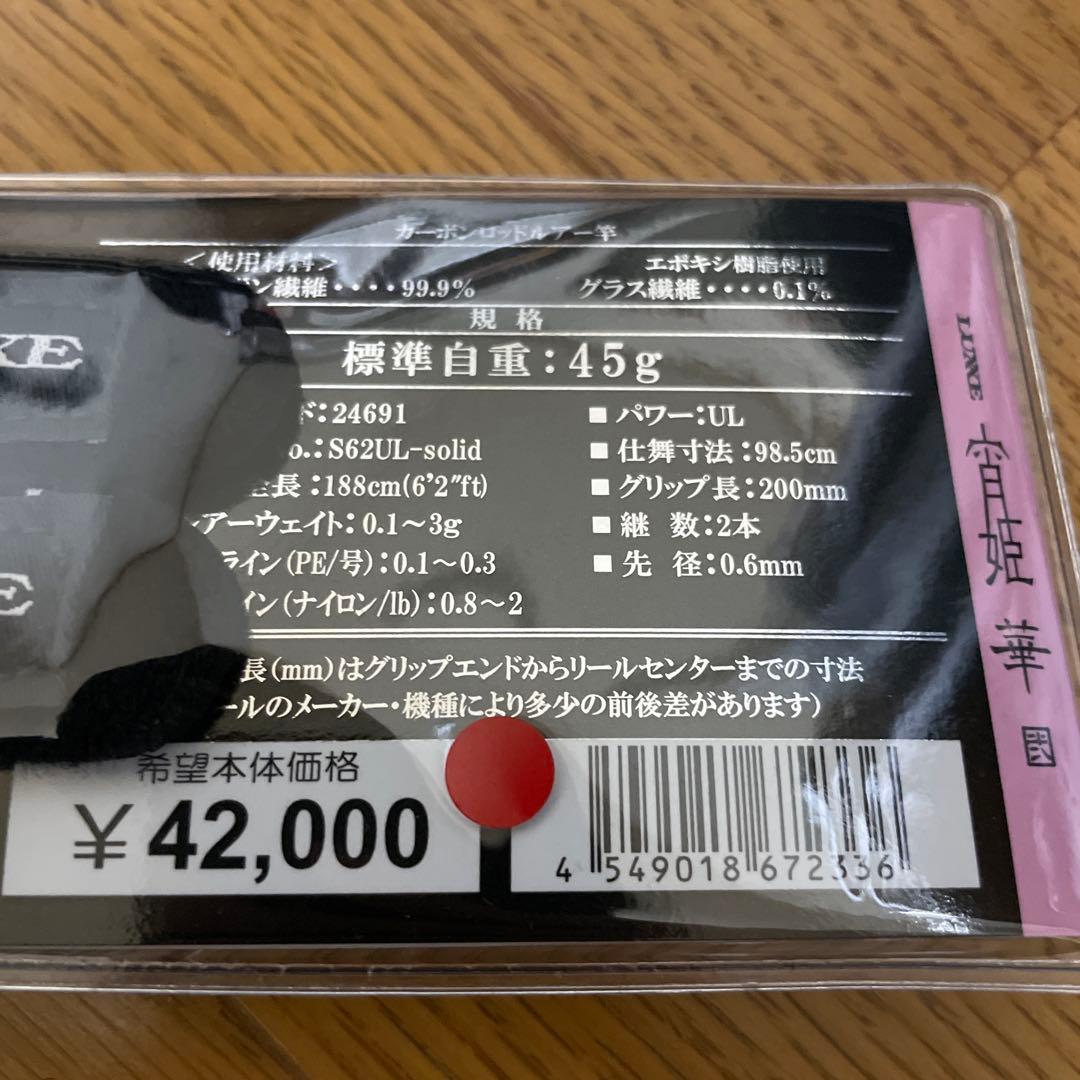 カーボンロッドルアー竿
＜使用材料＞ エポキシ樹脂使用
ン繊維・・・・99.9% グラス繊維・・・・0.1%
規格
標準自重：45g
ド：24691 ■ パワー：UL
o.：S62UL-solid ■ 仕舞寸法：98.5cm
全長：188cm(6'2"ft) ■ グリップ長：200mm
アーウェイト：0.1〜3g ■ 継 数：2本
ライン(PE/号)：0.1〜0.3 ■ 先 径：0.6mm
イン(ナイロン/lb)：0.8〜2
長(mm)はグリップエンドからリールセンターまでの寸法
ールのメーカー・機種により多少の前後差があります)
希望本体価格
¥42,000
4 549018 672336
XE
E
LUXXE
宵姫
華